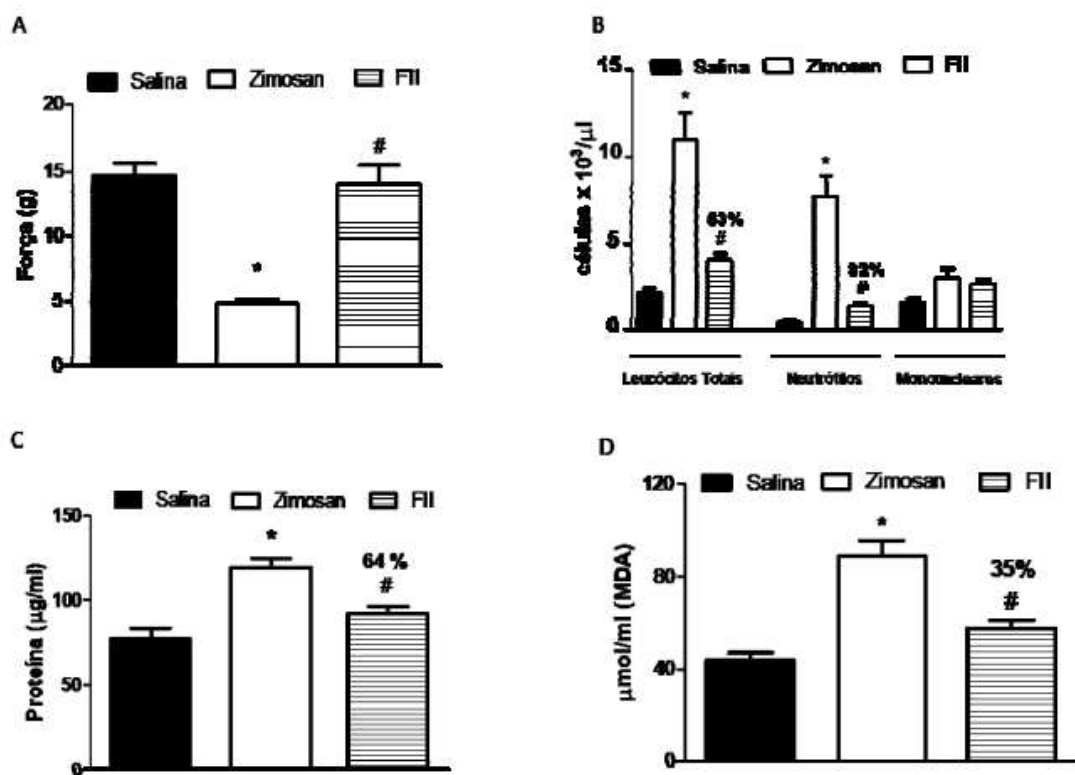 A
Salina Zimosan FII
20
15
10
5
0
Força (g)
*
#
B
Salina Zimosan FII
15
10
5
0
células x 10³/µl
*
*
63%
#
#
Leucócitos Totais Neutrófilos Mononucleares
C
Salina Zimosan FII
150
100
50
0
Proteína (µg/ml)
*
64 %
#
D
Salina Zimosan FII
120
80
40
0
µmol/ml (MDA)
*
35%
#